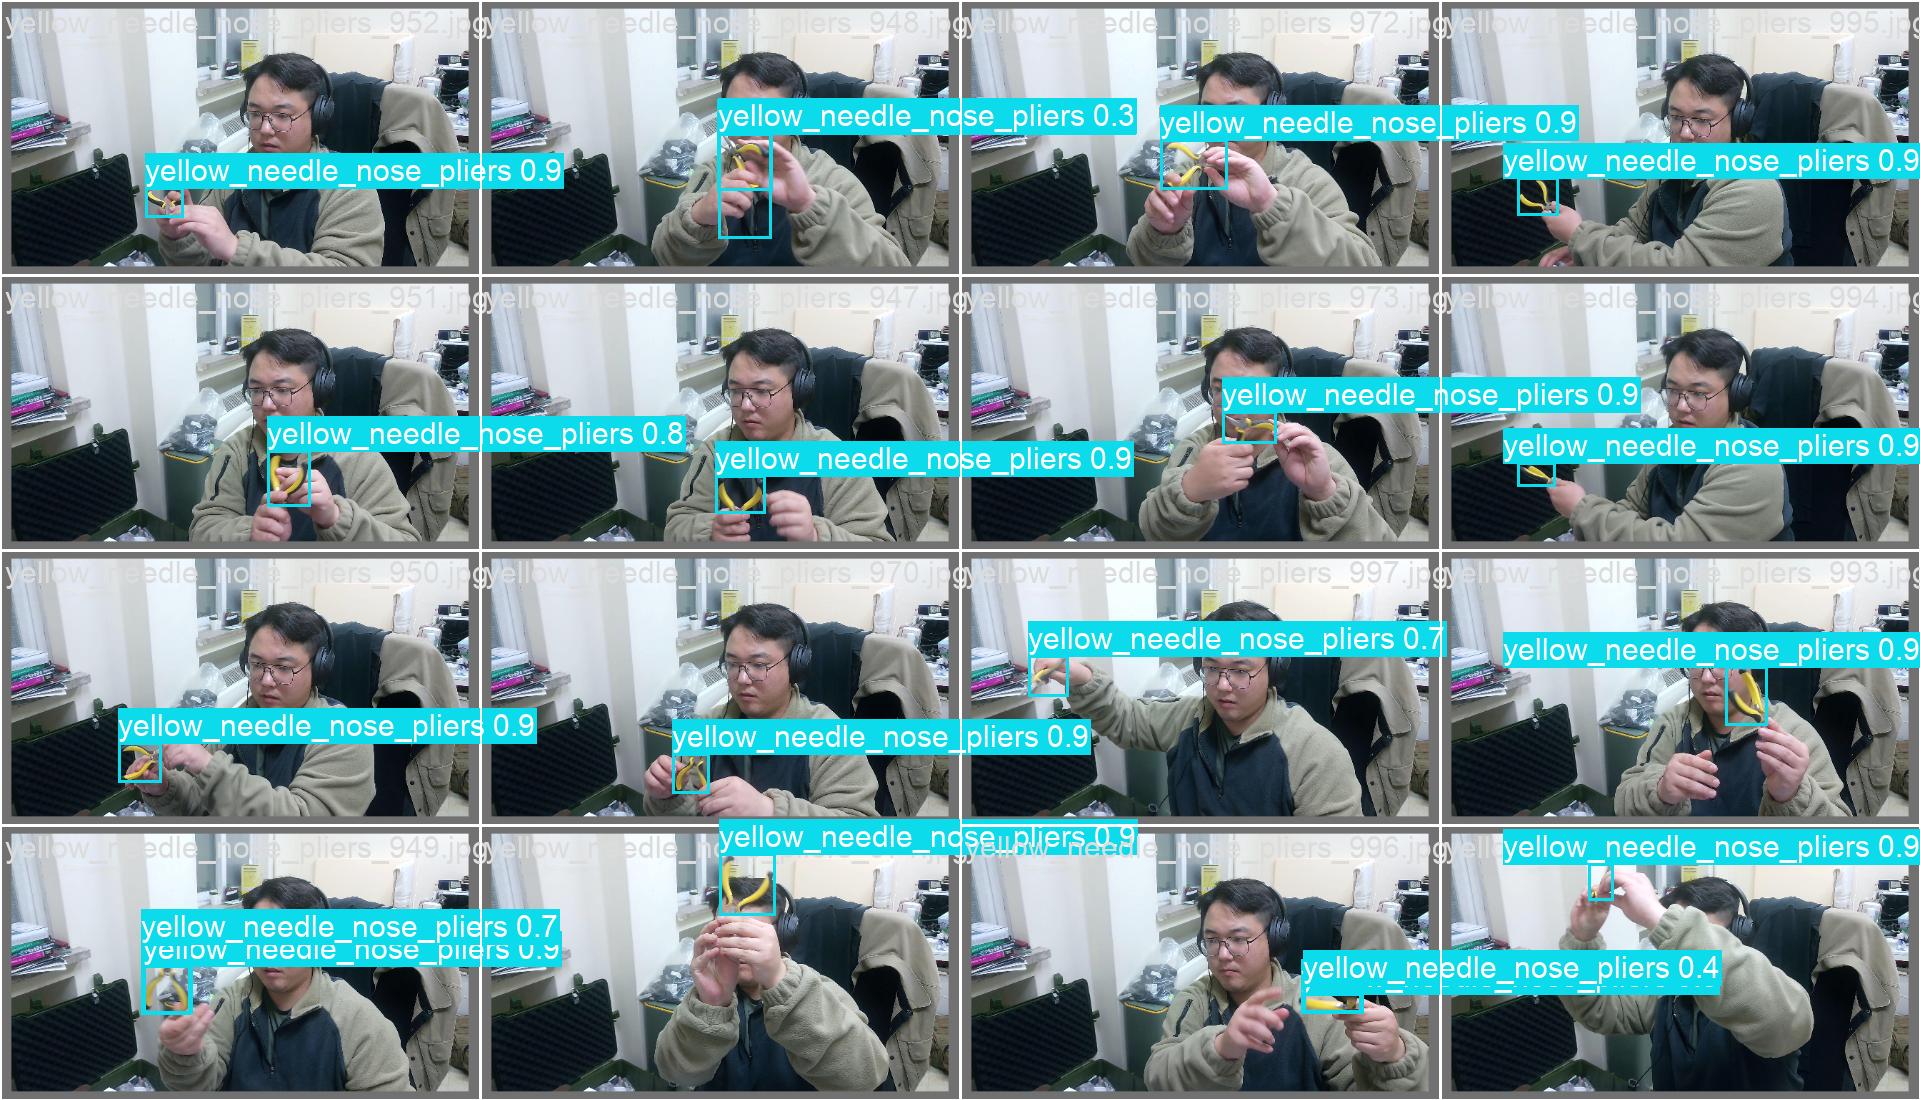 yellow_needle_nose_pliers_952.jpg
yellow_needle_nose_pliers_948.jpg
yellow_needle_nose_pliers_972.jpg
yellow_needle_nose_pliers_995.jpg
yellow_needle_nose_pliers 0.9
yellow_needle_nose_pliers 0.3
yellow_needle_nose_pliers 0.9
yellow_needle_nose_pliers 0.9
yellow_needle_nose_pliers_951.jpg
yellow_needle_nose_pliers_947.jpg
yellow_needle_nose_pliers_973.jpg
yellow_needle_nose_pliers_994.jpg
yellow_needle_nose_pliers 0.8
yellow_needle_nose_pliers 0.9
yellow_needle_nose_pliers 0.9
yellow_needle_nose_pliers 0.9
yellow_needle_nose_pliers_950.jpg
yellow_needle_nose_pliers_970.jpg
yellow_needle_nose_pliers_997.jpg
yellow_needle_nose_pliers_993.jpg
yellow_needle_nose_pliers 0.9
yellow_needle_nose_pliers 0.9
yellow_needle_nose_pliers 0.7
yellow_needle_nose_pliers 0.9
yellow_needle_nose_pliers_949.jpg
yellow_needle_no
yellow_needle_nose_pliers_996.jpg
yellow_
yellow_needle_nose_pliers 0.7
yellow_needle_nose_pliers 0.9
yellow_needle_nose_pliers 0.9
yellow_needle_nose_pliers 0.4
yellow_needle_nose_pliers 0.9